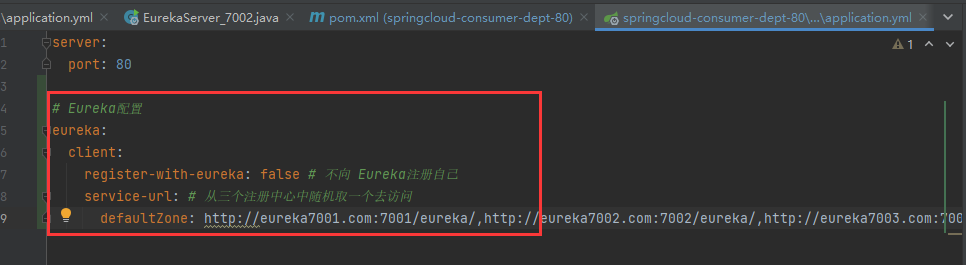 \application.yml EurekaServer_7002.java pom.xml (springcloud-consumer-dept-80) springcloud-consumer-dept-80\...\application.yml
1 server: 1
2 port: 80
3
4 # Eureka配置
5 eureka:
6 client:
7 register-with-eureka: false # 不向 Eureka注册自己
8 service-url: # 从三个注册中心中随机取一个去访问
9 defaultZone: http://eureka7001.com:7001/eureka/,http://eureka7002.com:7002/eureka/,http://eureka7003.com:700